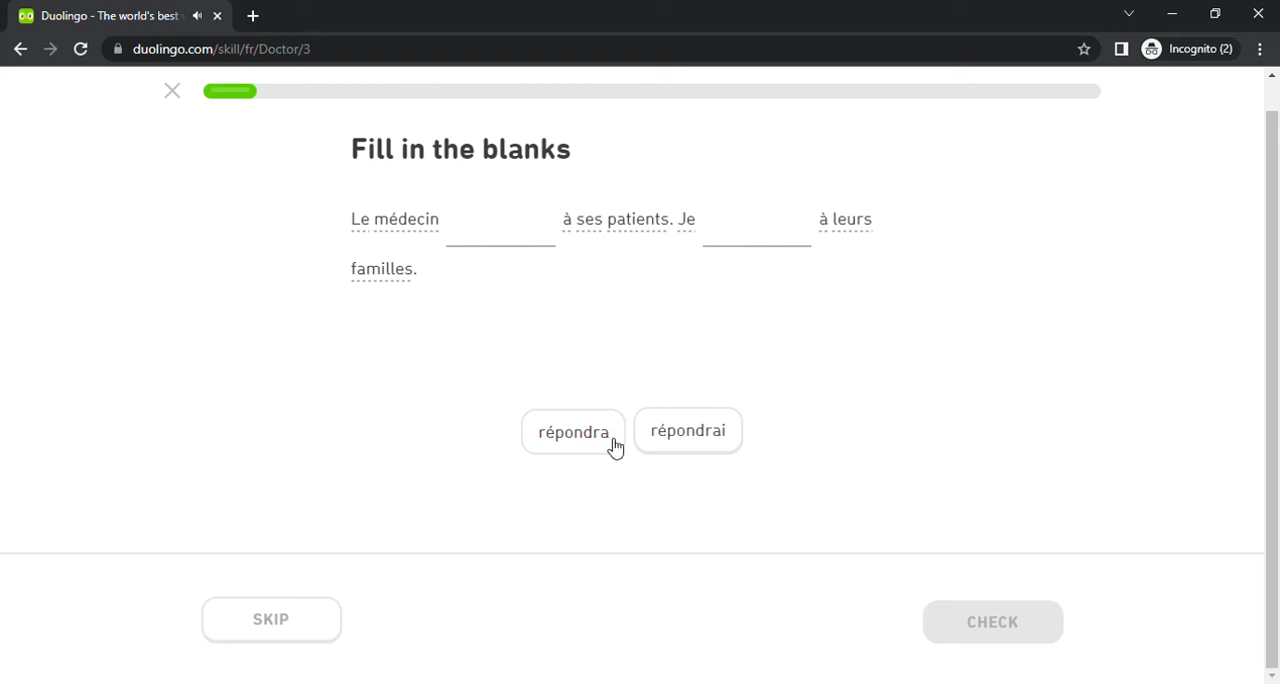 Duolingo - The world's best
duolingo.com/skill/fr/Doctor/3
Incognito (2)
Fill in the blanks
Le médecin à ses patients. Je à leurs
familles.
répondra répondrai
SKIP CHECK